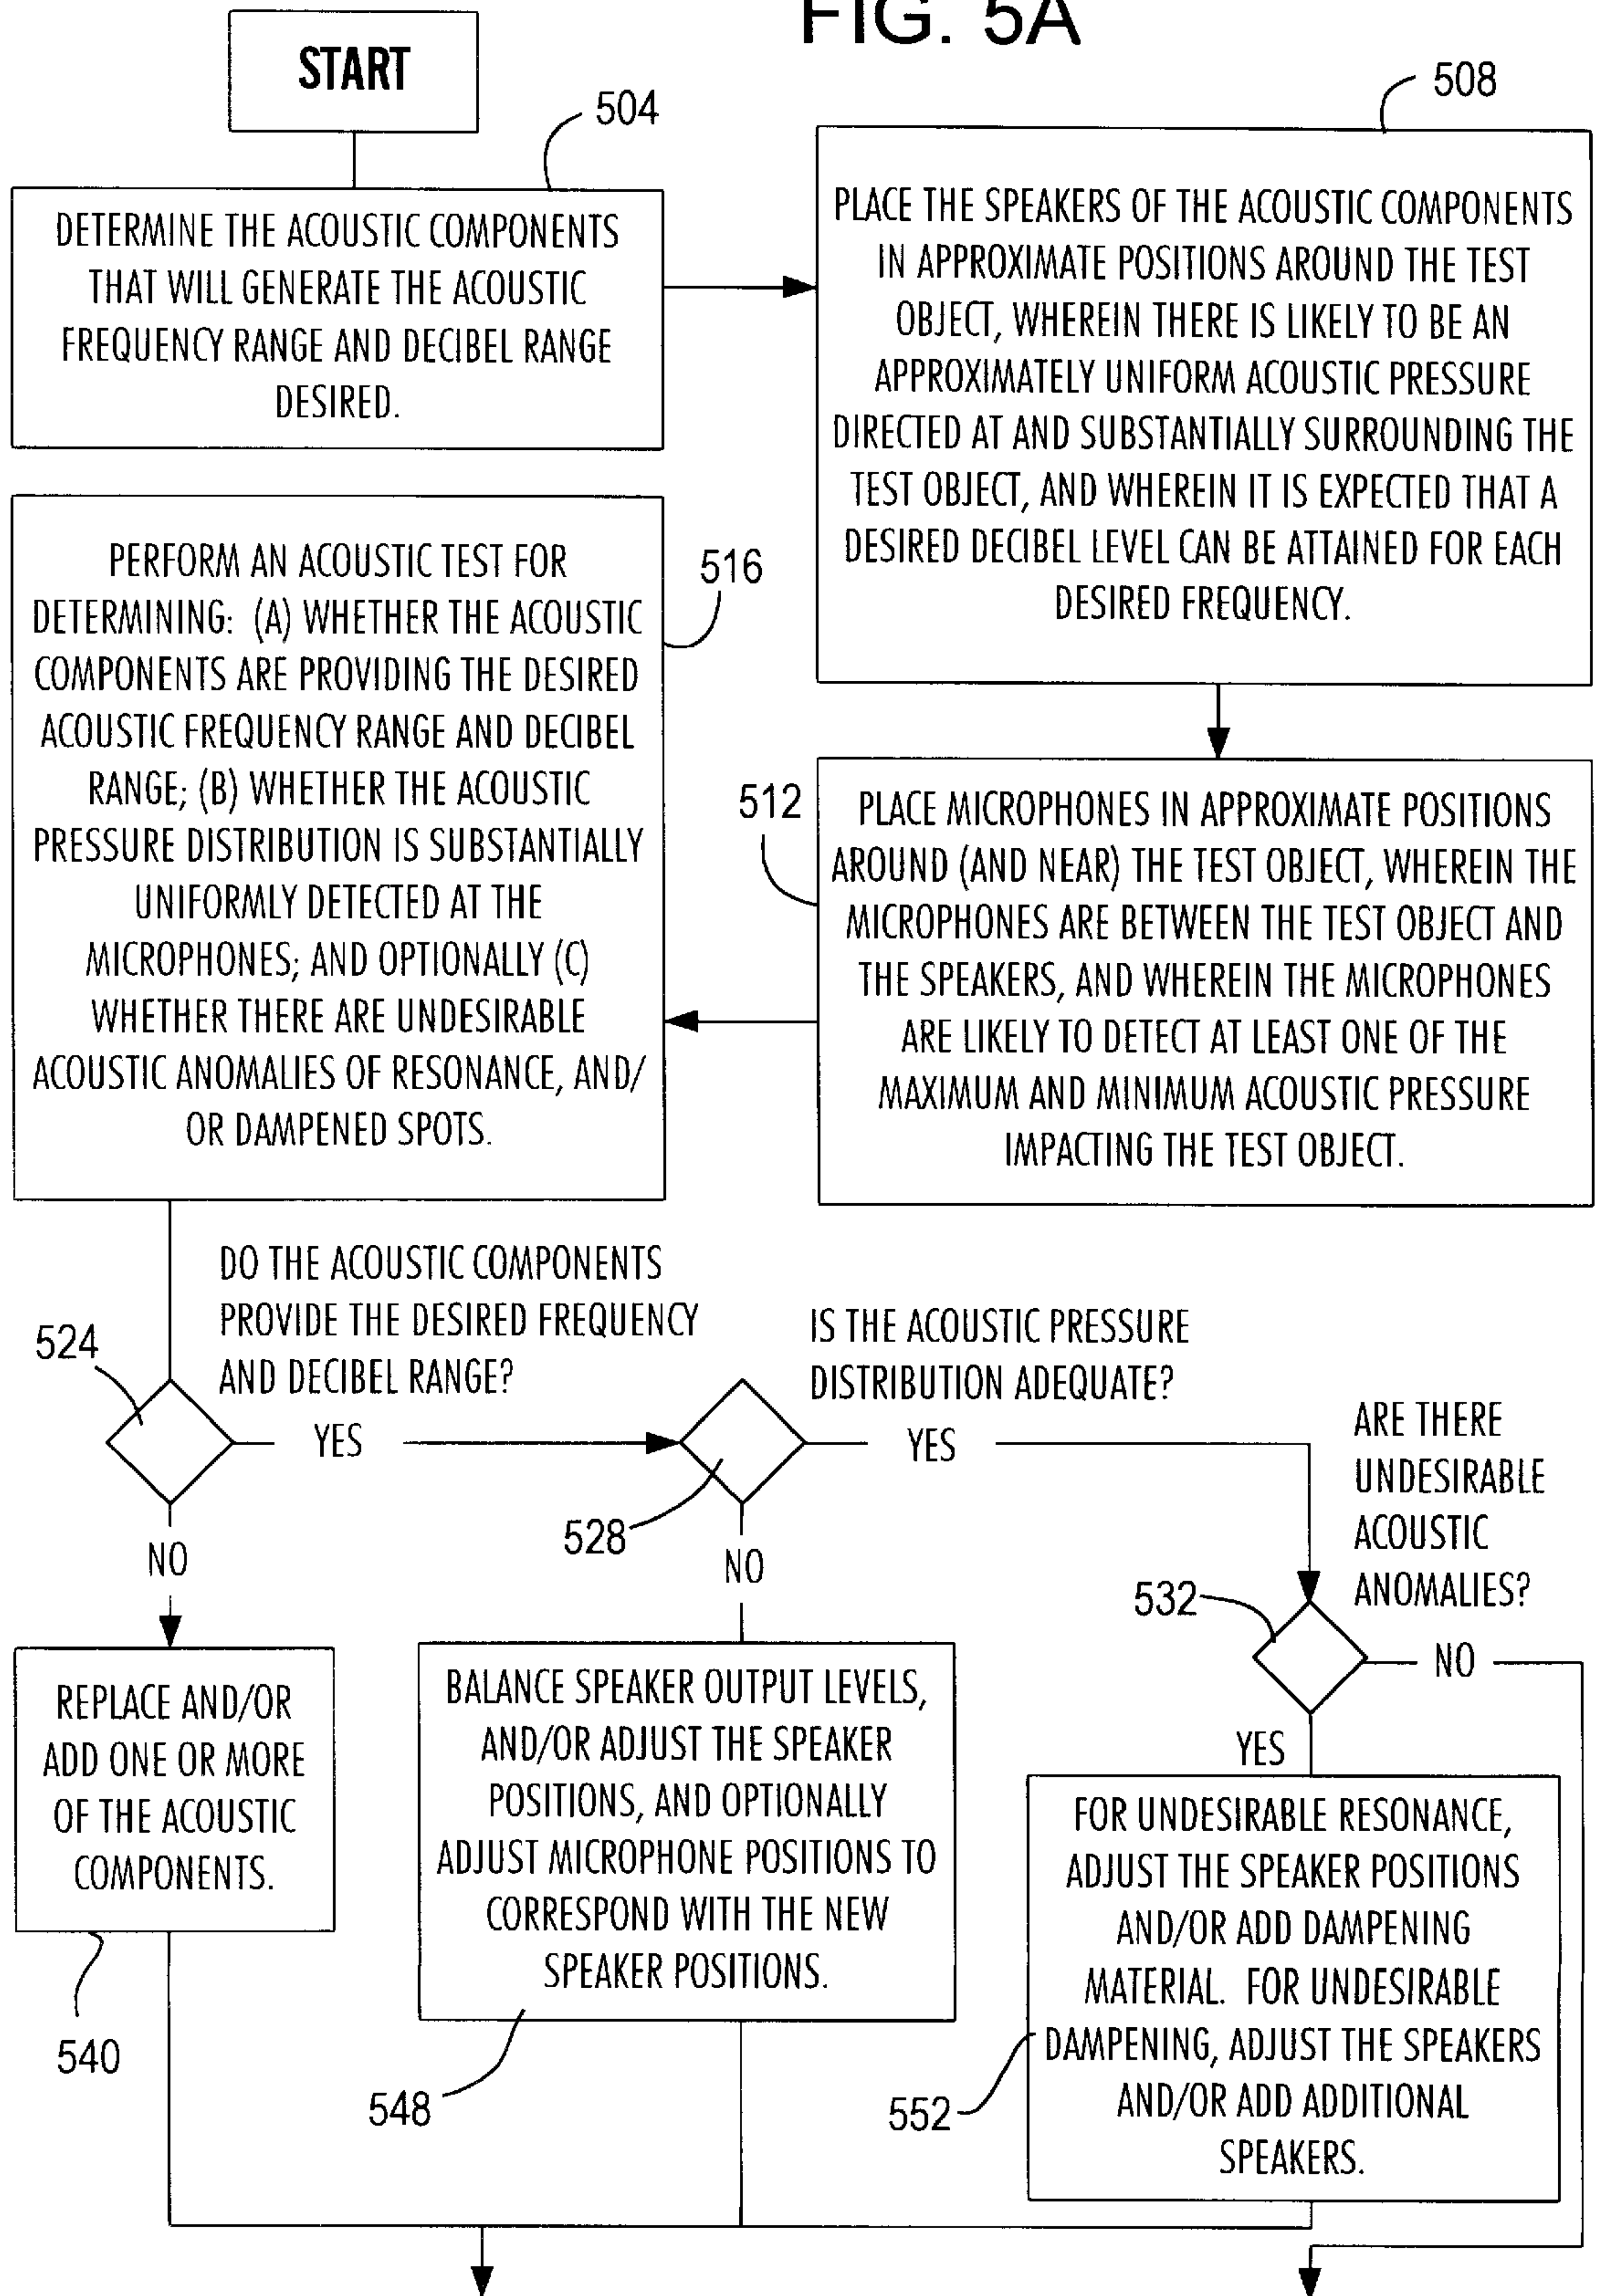 FIG. 5A
START
504
DETERMINE THE ACOUSTIC COMPONENTS
THAT WILL GENERATE THE ACOUSTIC
FREQUENCY RANGE AND DECIBEL RANGE
DESIRED.
508
PLACE THE SPEAKERS OF THE ACOUSTIC COMPONENTS
IN APPROXIMATE POSITIONS AROUND THE TEST
OBJECT, WHEREIN THERE IS LIKELY TO BE AN
APPROXIMATELY UNIFORM ACOUSTIC PRESSURE
DIRECTED AT AND SUBSTANTIALLY SURROUNDING THE
TEST OBJECT, AND WHEREIN IT IS EXPECTED THAT A
DESIRED DECIBEL LEVEL CAN BE ATTAINED FOR EACH
DESIRED FREQUENCY.
512
PLACE MICROPHONES IN APPROXIMATE POSITIONS
AROUND (AND NEAR) THE TEST OBJECT, WHEREIN THE
MICROPHONES ARE BETWEEN THE TEST OBJECT AND
THE SPEAKERS, AND WHEREIN THE MICROPHONES
ARE LIKELY TO DETECT AT LEAST ONE OF THE
MAXIMUM AND MINIMUM ACOUSTIC PRESSURE
IMPACTING THE TEST OBJECT.
516
PERFORM AN ACOUSTIC TEST FOR
DETERMINING: (A) WHETHER THE ACOUSTIC
COMPONENTS ARE PROVIDING THE DESIRED
ACOUSTIC FREQUENCY RANGE AND DECIBEL
RANGE; (B) WHETHER THE ACOUSTIC
PRESSURE DISTRIBUTION IS SUBSTANTIALLY
UNIFORMLY DETECTED AT THE
MICROPHONES; AND OPTIONALLY (C)
WHETHER THERE ARE UNDESIRABLE
ACOUSTIC ANOMALIES OF RESONANCE, AND/
OR DAMPENED SPOTS.
524
DO THE ACOUSTIC COMPONENTS
PROVIDE THE DESIRED FREQUENCY
AND DECIBEL RANGE?
YES
NO
528
IS THE ACOUSTIC PRESSURE
DISTRIBUTION ADEQUATE?
YES
NO
532
ARE THERE
UNDESIRABLE
ACOUSTIC
ANOMALIES?
NO
YES
REPLACE AND/OR
ADD ONE OR MORE
OF THE ACOUSTIC
COMPONENTS.
540
BALANCE SPEAKER OUTPUT LEVELS,
AND/OR ADJUST THE SPEAKER
POSITIONS, AND OPTIONALLY
ADJUST MICROPHONE POSITIONS TO
CORRESPOND WITH THE NEW
SPEAKER POSITIONS.
548
FOR UNDESIRABLE RESONANCE,
ADJUST THE SPEAKER POSITIONS
AND/OR ADD DAMPENING
MATERIAL. FOR UNDESIRABLE
DAMPENING, ADJUST THE SPEAKERS
AND/OR ADD ADDITIONAL
SPEAKERS.
552